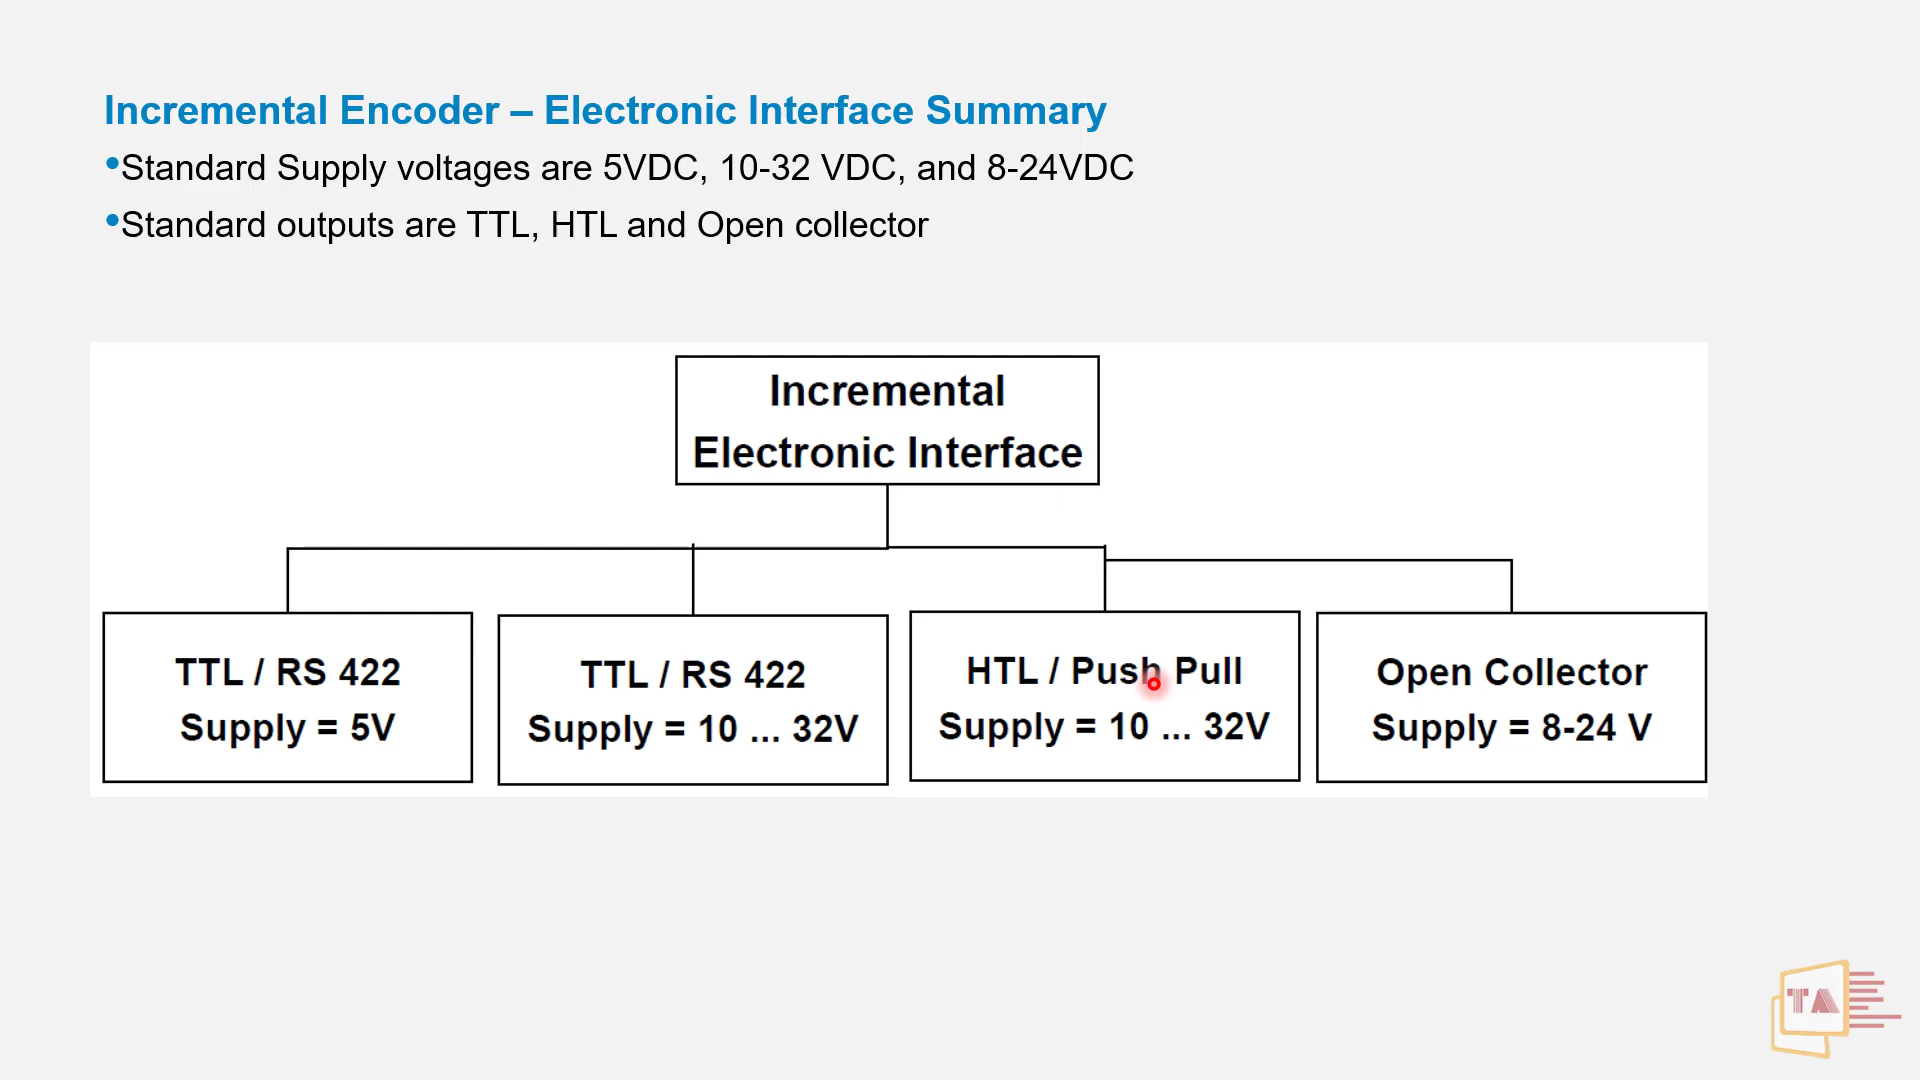 Incremental Encoder – Electronic Interface Summary
•Standard Supply voltages are 5VDC, 10-32 VDC, and 8-24VDC
•Standard outputs are TTL, HTL and Open collector
Incremental
Electronic Interface
TTL / RS 422
Supply = 5V
TTL / RS 422
Supply = 10 ... 32V
HTL / Push Pull
Supply = 10 ... 32V
Open Collector
Supply = 8-24 V
TA